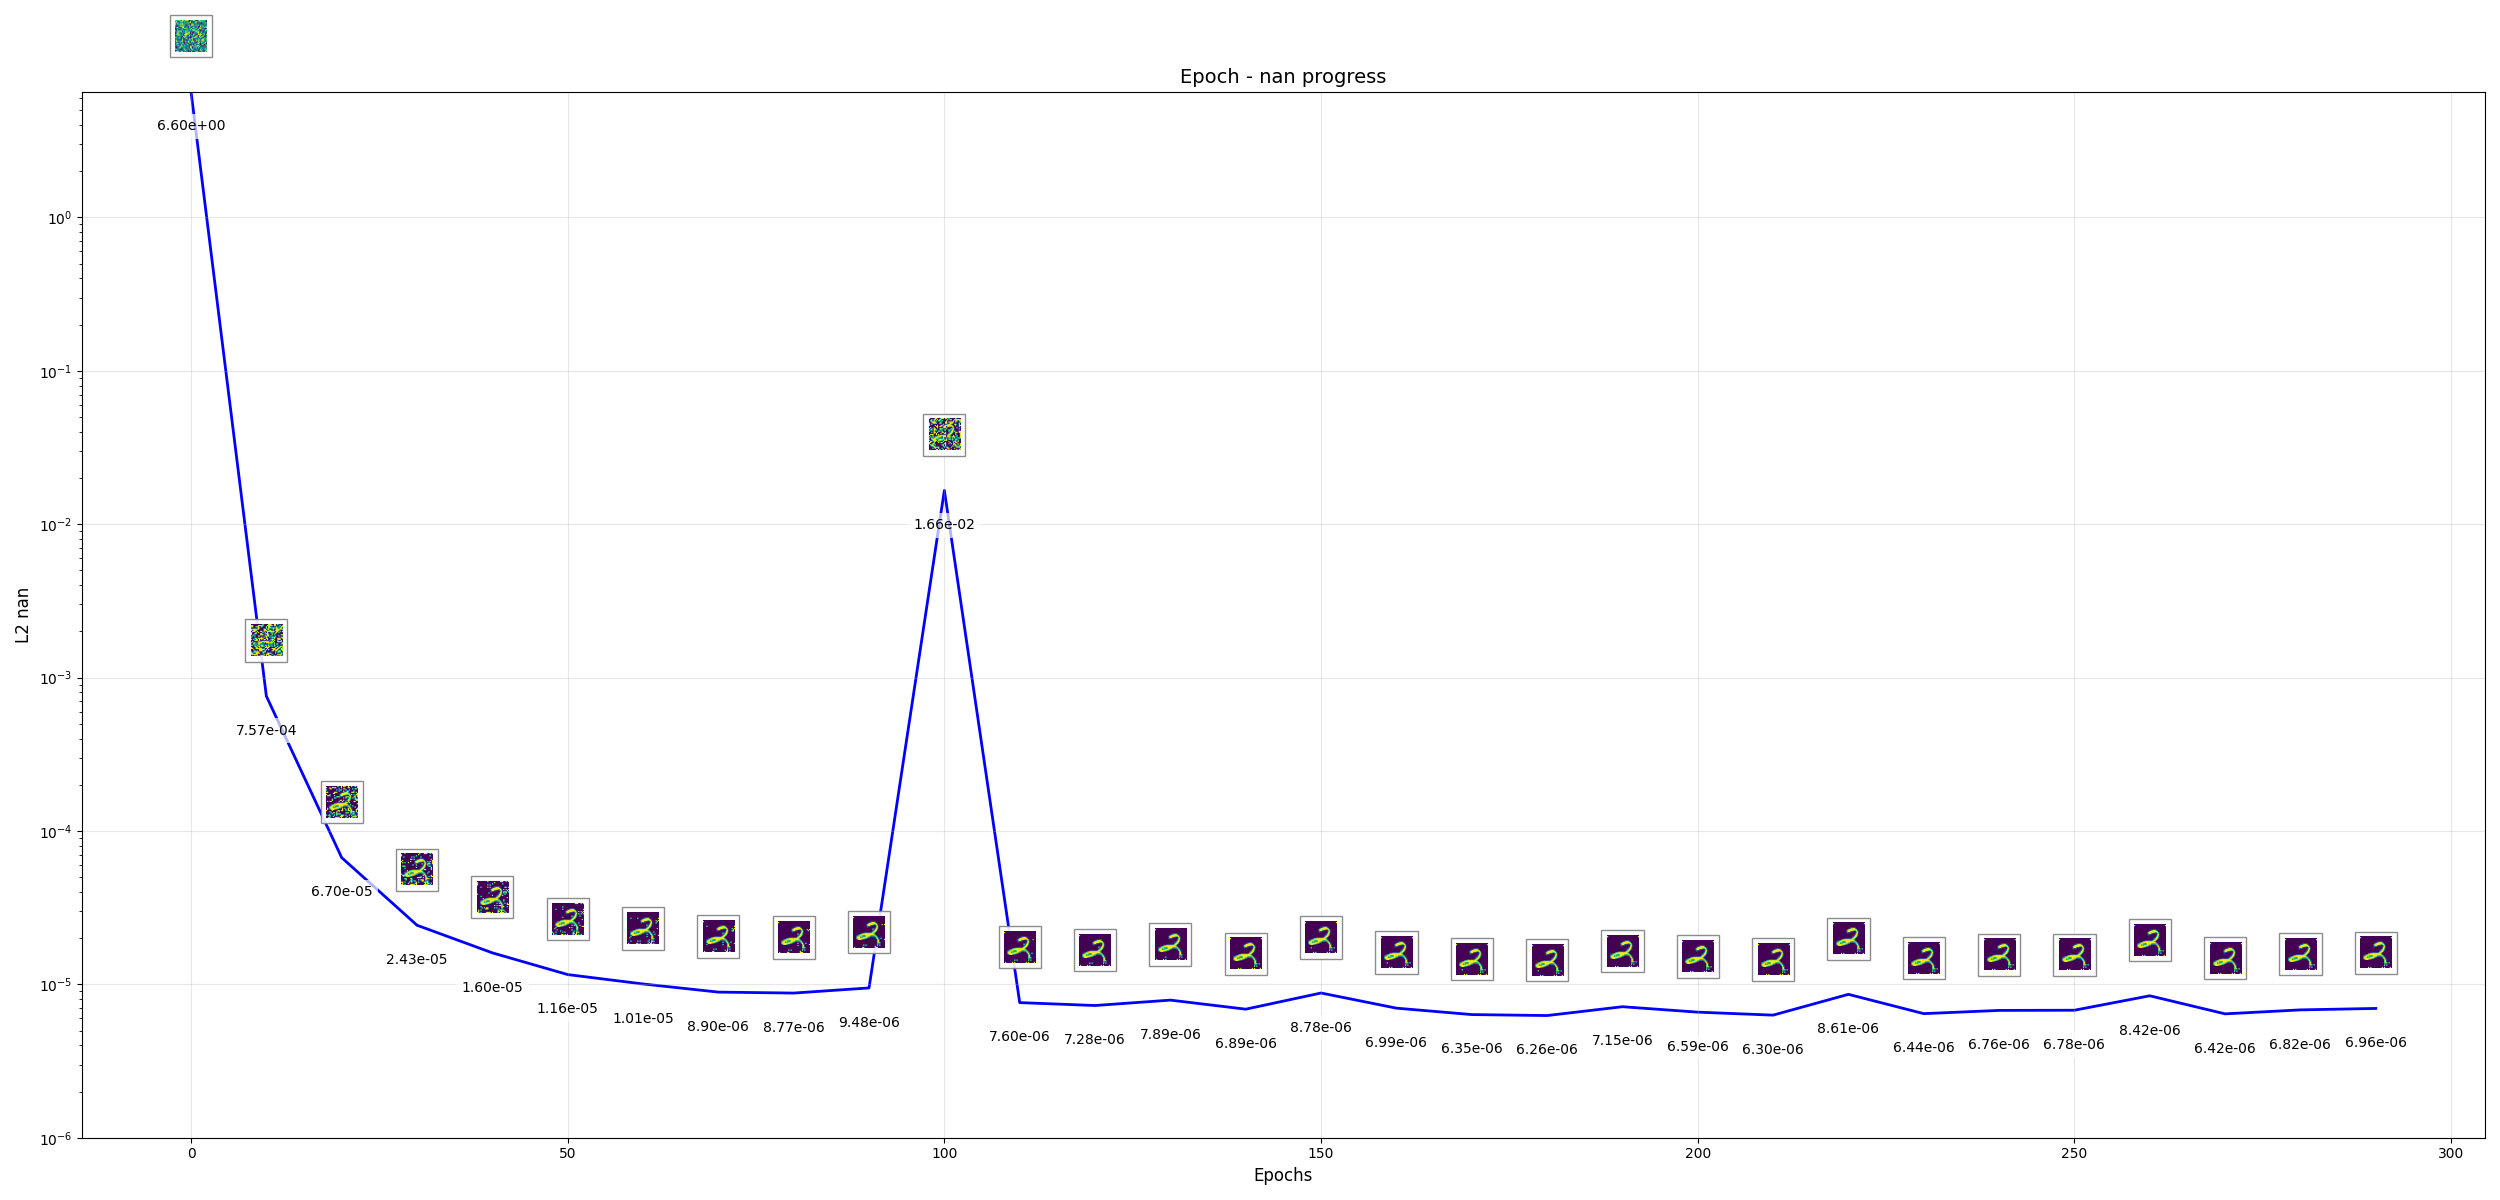 Epoch - nan progress
L2 nan
10⁰
10⁻¹
10⁻²
10⁻³
10⁻⁴
10⁻⁵
10⁻⁶
6.60e+00
7.57e-04
6.70e-05
2.43e-05
1.60e-05
1.16e-05
1.01e-05
8.90e-06
8.77e-06
9.48e-06
1.66e-02
7.60e-06
7.28e-06
7.89e-06
6.89e-06
8.78e-06
6.99e-06
6.35e-06
6.26e-06
7.15e-06
6.59e-06
6.30e-06
8.61e-06
6.44e-06
6.76e-06
6.78e-06
8.42e-06
6.42e-06
6.82e-06
6.96e-06
0 50 100 150 200 250 300
Epochs